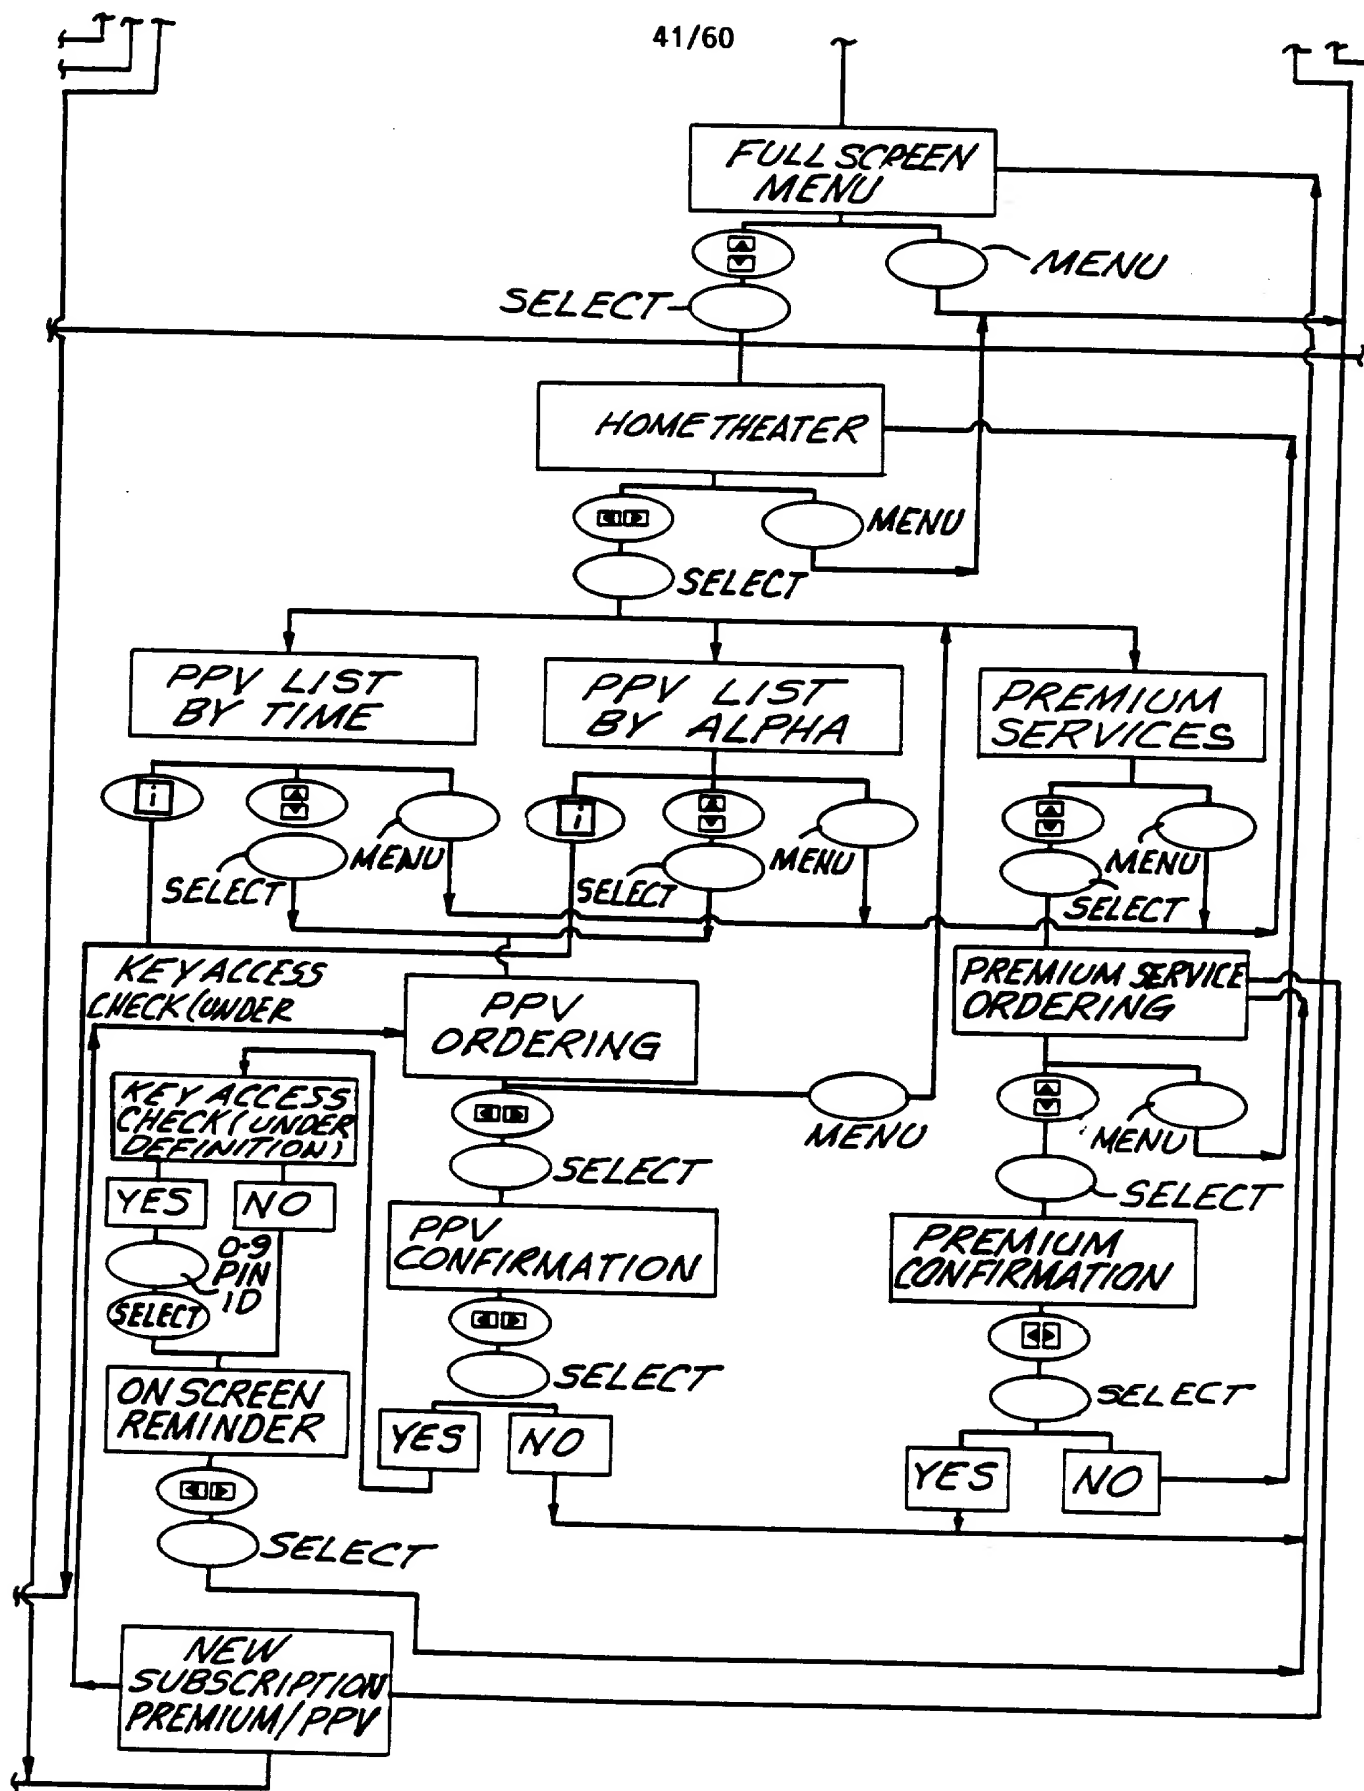 41/60
FULL SCREEN
MENU
MENU
SELECT
HOME THEATER
MENU
SELECT
PPV LIST
BY TIME
PPV LIST
BY ALPHA
PREMIUM
SERVICES
i
i
SELECT
MENU
SELECT
MENU
MENU
SELECT
KEY ACCESS
CHECK (UNDER
PPV
ORDERING
PREMIUM SERVICE
ORDERING
KEY ACCESS
CHECK (UNDER
DEFINITION)
MENU
MENU
YES
NO
SELECT
SELECT
0-9
PIN
ID
SELECT
PPV
CONFIRMATION
PREMIUM
CONFIRMATION
SELECT
SELECT
ON SCREEN
REMINDER
YES
NO
YES
NO
SELECT
NEW
SUBSCRIPTION
PREMIUM/PPV